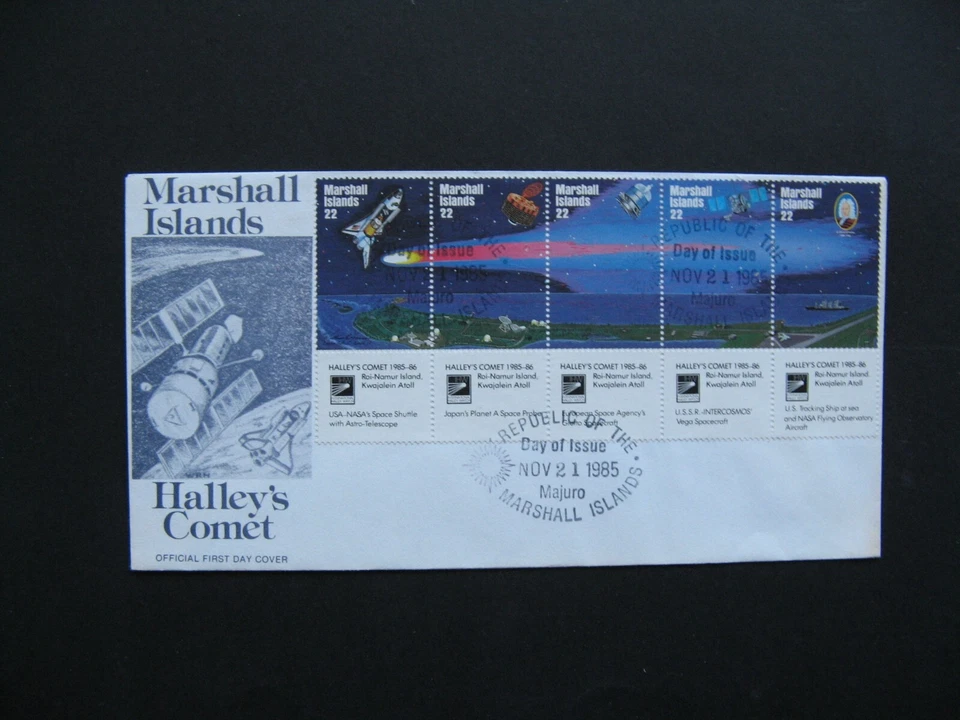 Marshall
Islands
Halley's
Comet
OFFICIAL FIRST DAY COVER
Marshall
Islands
22
Marshall
Islands
22
Marshall
Islands
22
Marshall
Islands
22
Marshall
Islands
22
OF THE
Day of Issue
NOV 21 1985
Majuro
ISLANDS
REPUBLIC OF THE
Day of Issue
NOV 21 1985
Majuro
MARSHALL
HALLEY'S COMET 1985-86
Roi-Namur Island,
Kwajalein Atoll
USA-NASA's Space Shuttle
with Astro-Telescope
HALLEY'S COMET 1985-86
Roi-Namur Island,
Kwajalein Atoll
Japan's Planet A Space Probe
HALLEY'S COMET 1985-86
Roi-Namur Island,
Kwajalein Atoll
European Space Agency's
Spacecraft
HALLEY'S COMET 1985-86
Roi-Namur Island,
Kwajalein Atoll
U.S.S.R.-INTERCOSMOS'
Vega Spacecraft
HALLEY'S COMET 1985-86
Roi-Namur Island,
Kwajalein Atoll
U.S. Tracking Ship at sea
and NASA Flying Observatory
Aircraft
REPUBLIC OF THE
Day of Issue
NOV 21 1985
Majuro
MARSHALL ISLANDS